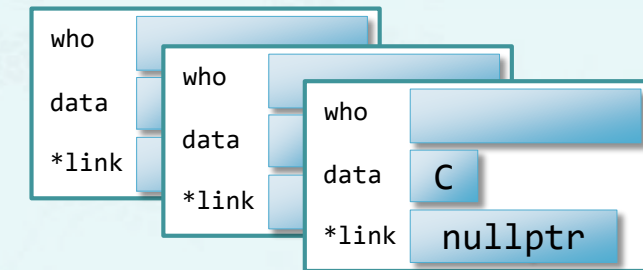 who
data
*link
who
data
*link
who
data C
*link nullptr